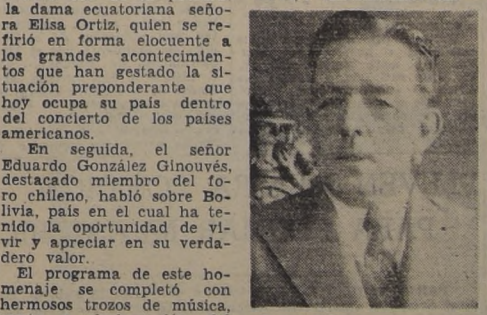 la dama ecuatoriana seño-
ra Elisa Ortiz, quien se re-
firió en forma elocuente a
los grandes acontecimien-
tos que han gestado la si-
tuación preponderante que
hoy ocupa su país dentro
del concierto de los países
americanos.
En seguida, el señor
Eduardo González Ginouvés,
destacado miembro del fo-
ro chileno, habló sobre Bo-
livia, país en el cual ha te-
nido la oportunidad de vi-
vir y apreciar en su verda-
dero valor.
El programa de este ho-
menaje se completó con
hermosos trozos de música,